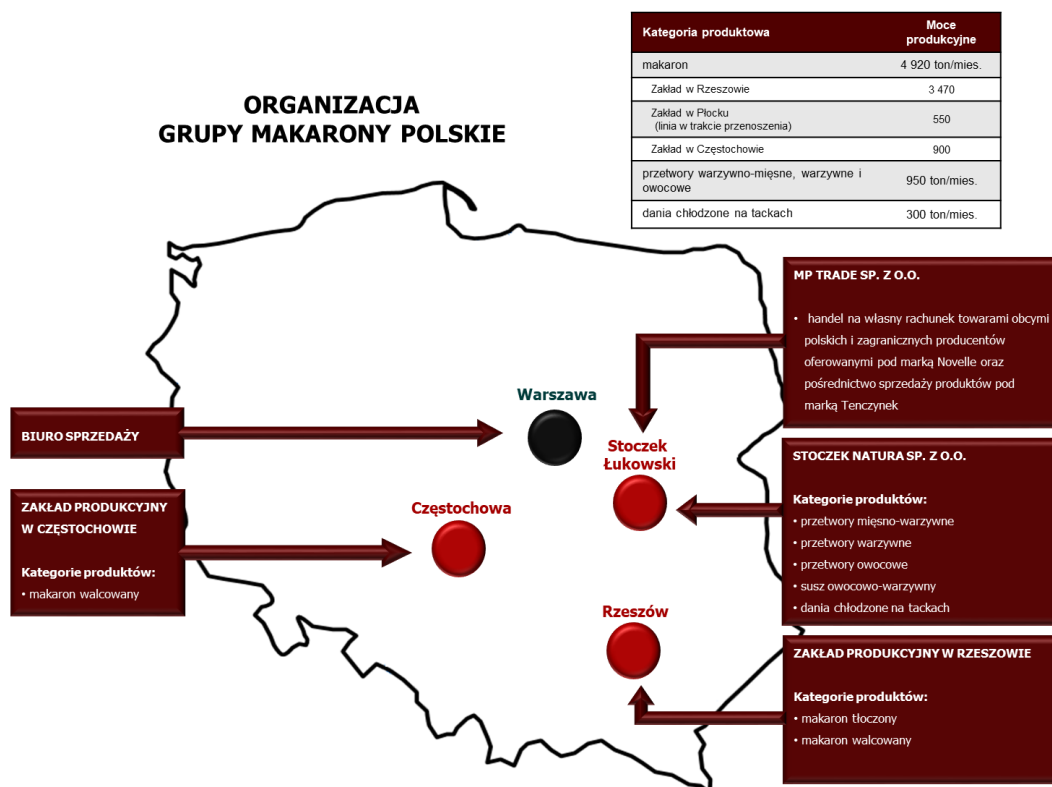 ORGANIZACJA
GRUPY MAKARONY POLSKIE
Kategoria produktowa Moce produkcyjne
makaron 4 920 ton/mies.
Zakład w Rzeszowie 3 470
Zakład w Płocku
(linia w trakcie przenoszenia) 550
Zakład w Częstochowie 900
przetwory warzywno-mięsne, warzywne i
owocowe 950 ton/mies.
dania chłodzone na tackach 300 ton/mies.
MP TRADE SP. Z O.O.
• handel na własny rachunek towarami obcymi
polskich i zagranicznych producentów
oferowanymi pod marką Novelle oraz
pośrednictwo sprzedaży produktów pod
marką Tenczynek
Warszawa
BIURO SPRZEDAŻY
Stoczek
Łukowski
STOCZEK NATURA SP. Z O.O.
Kategorie produktów:
• przetwory mięsno-warzywne
• przetwory warzywne
• przetwory owocowe
• susz owocowo-warzywny
• dania chłodzone na tackach
ZAKŁAD PRODUKCYJNY
W CZĘSTOCHOWIE
Kategorie produktów:
• makaron walcowany
Częstochowa
Rzeszów
ZAKŁAD PRODUKCYJNY W RZESZOWIE
Kategorie produktów:
• makaron tłoczony
• makaron walcowany